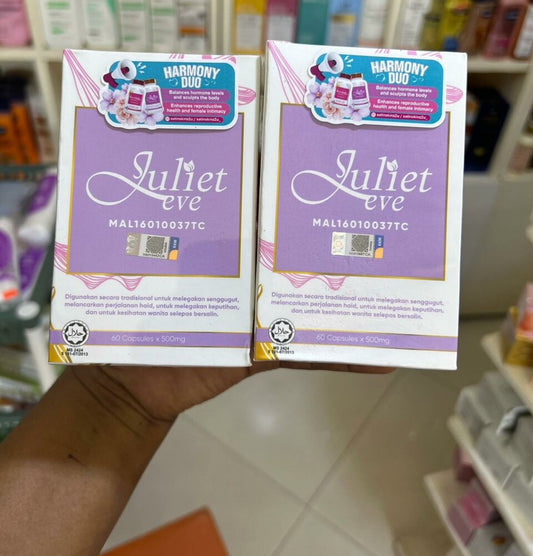 HARMONY
DUO
Balances hormone levels
and sculpts the body
Enhances reproductive
health and female intimacy
Juliet
eve
MAL16010037TC
Digunakan secara tradisional untuk melegakan senggugut,
melancarkan perjalanan haid, untuk melegakan keputihan,
dan untuk kesihatan wanita selepas bersalin.
60 Capsules x 500mg
MS 2424
HARMONY
DUO
Balances hormone levels
and sculpts the body
Enhances reproductive
health and female intimacy
Juliet
eve
MAL16010037TC
Digunakan secara tradisional untuk melegakan senggugut,
melancarkan perjalanan haid, untuk melegakan keputihan,
dan untuk kesihatan wanita selepas bersalin.
60 Capsules x 500mg
MS 2424